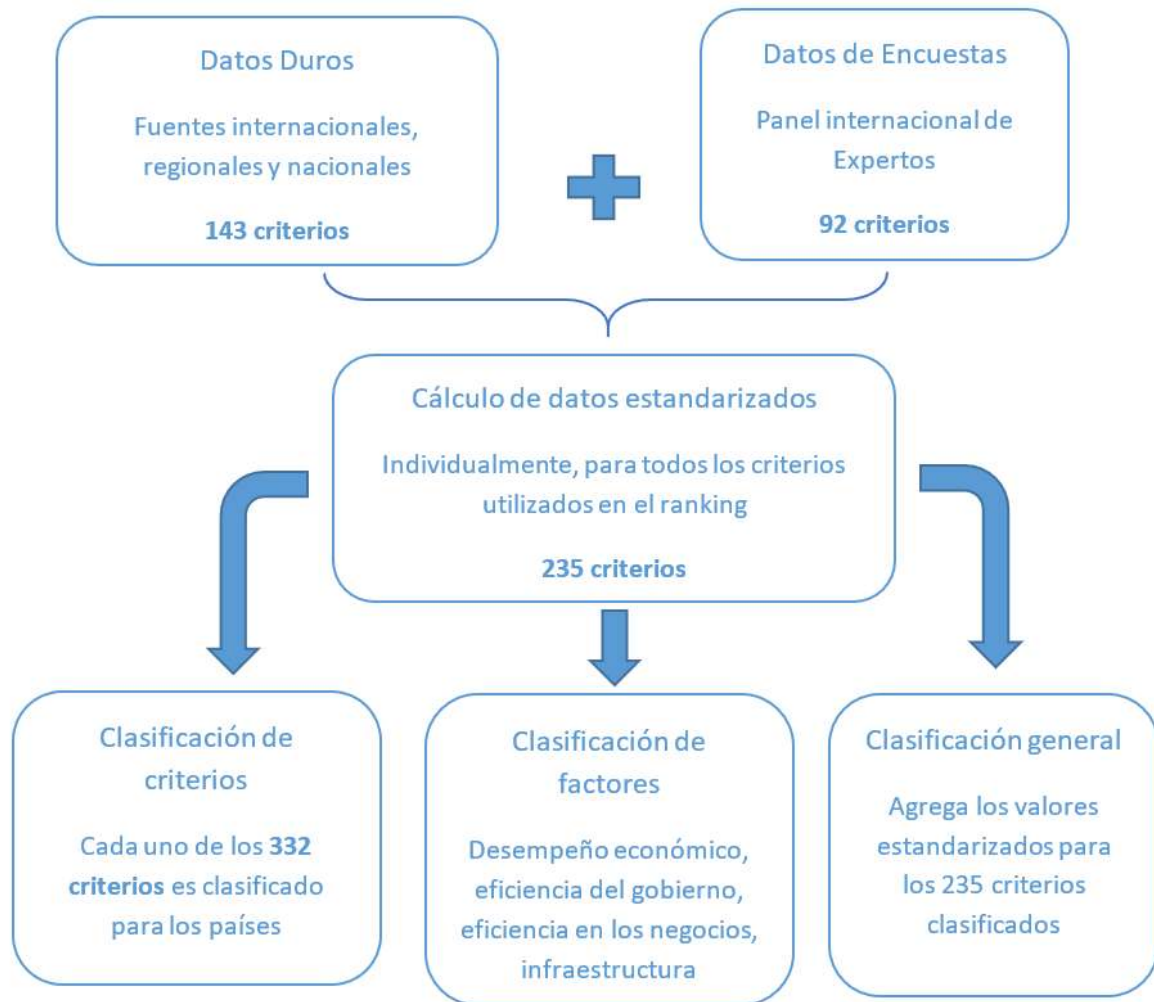 Datos Duros
Fuentes internacionales,
regionales y nacionales
143 criterios
Datos de Encuestas
Panel internacional de
Expertos
92 criterios
Cálculo de datos estandarizados
Individualmente, para todos los criterios
utilizados en el ranking
235 criterios
Clasificación de
criterios
Cada uno de los 332
criterios es clasificado
para los países
Clasificación de
factores
Desempeño económico,
eficiencia del gobierno,
eficiencia en los negocios,
infraestructura
Clasificación general
Agrega los valores
estandarizados para
los 235 criterios
clasificados